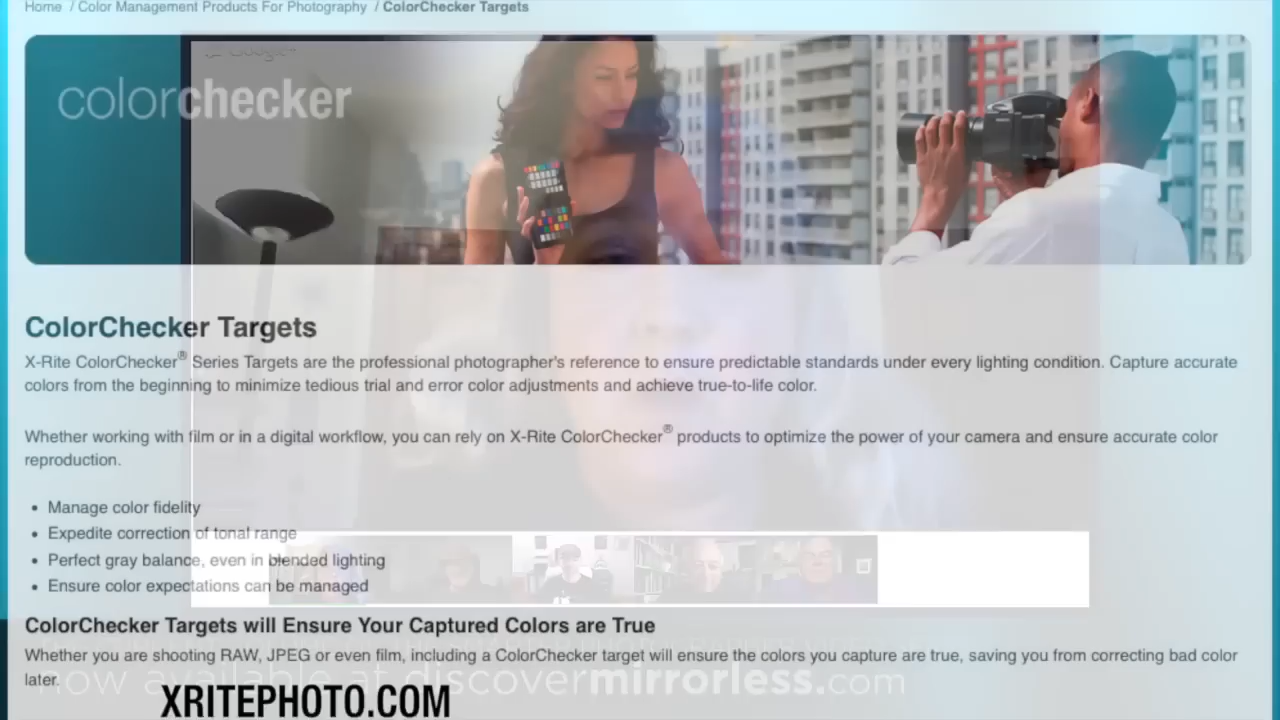 Home / Color Management Products For Photography / ColorChecker Targets
Google+
colorchecker
ColorChecker Targets
X-Rite ColorChecker® Series Targets are the professional photographer's reference to ensure predictable standards under every lighting condition. Capture accurate
colors from the beginning to minimize tedious trial and error color adjustments and achieve true-to-life color.
Whether working with film or in a digital workflow, you can rely on X-Rite ColorChecker® products to optimize the power of your camera and ensure accurate color
reproduction.
• Manage color fidelity
• Expedite correction of tonal range
• Perfect gray balance, even in blended lighting
• Ensure color expectations can be managed
ColorChecker Targets will Ensure Your Captured Colors are True
Whether you are shooting RAW, JPEG or even film, including a ColorChecker target will ensure the colors you capture are true, saving you from correcting bad color
later.
now available at discovermirrorless.com
XRITEPHOTO.COM